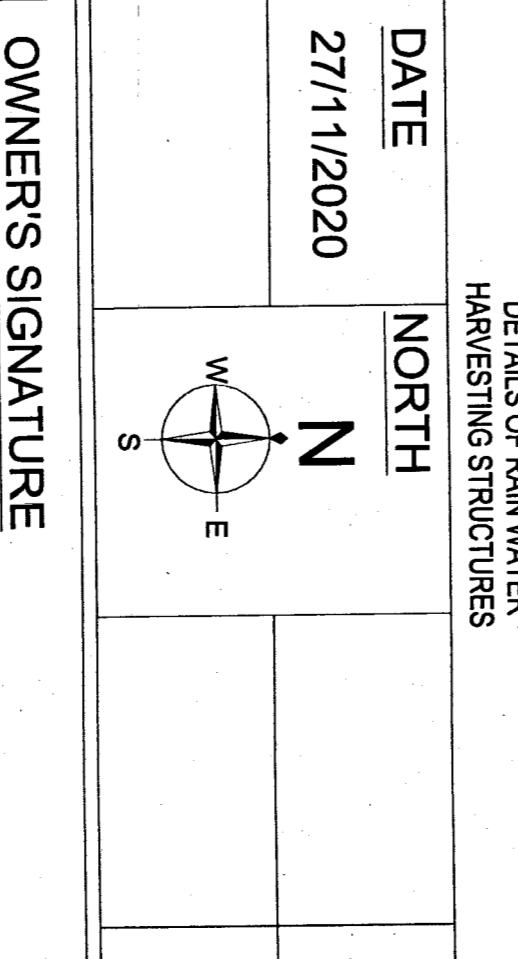 DETAILS OF RAIN WATER
HARVESTING STRUCTURES
DATE
27/11/2020
NORTH
N
W
E
S
OWNER'S SIGNATURE